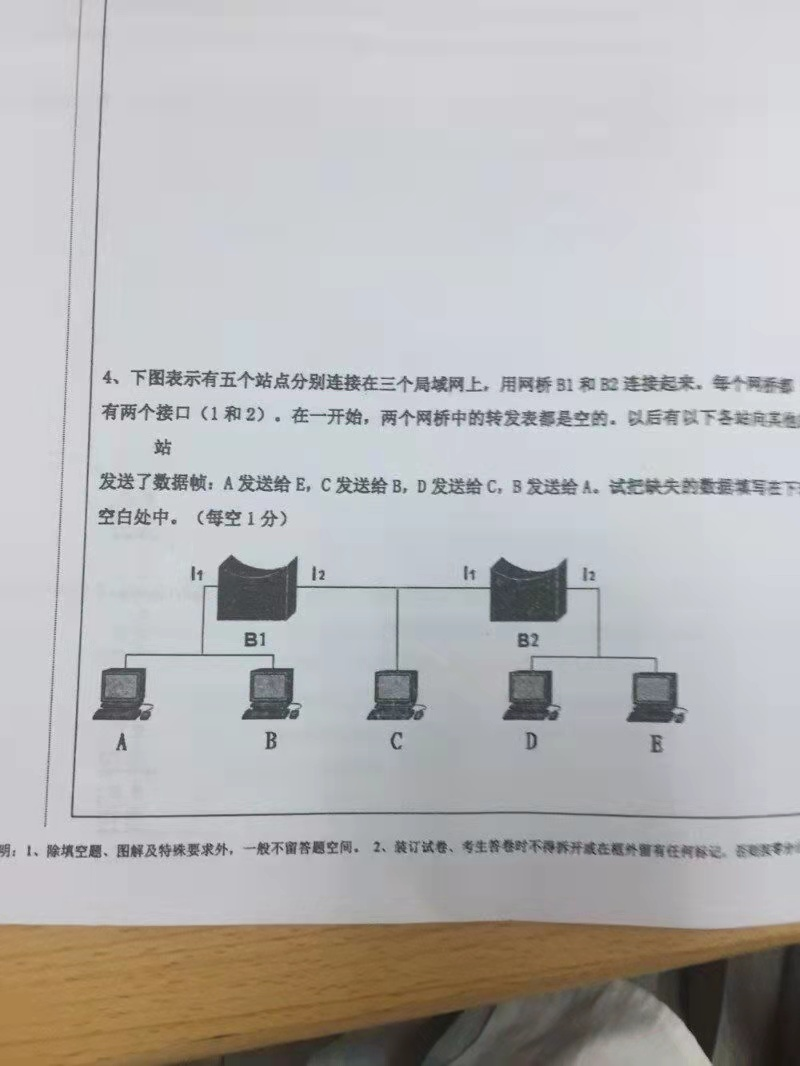 4、下图表示有五个站点分别连接在三个局域网上，用网桥 B1 和 B2 连接起来。每个网桥都
有两个接口（1 和 2）。在一开始，两个网桥中的转发表都是空的。以后有以下各站向其他
站
发送了数据帧：A 发送给 E，C 发送给 B，D 发送给 C，B 发送给 A。试把缺失的数据填写在下
空白处中。（每空 1 分）
I1 I2 I1 I2
B1 B2
A B C D E
明：1、除填空题、图解及特殊要求外，一般不留答题空间。 2、装订试卷、考生答卷时不得拆开或在框外留有任何标记，否则按零分